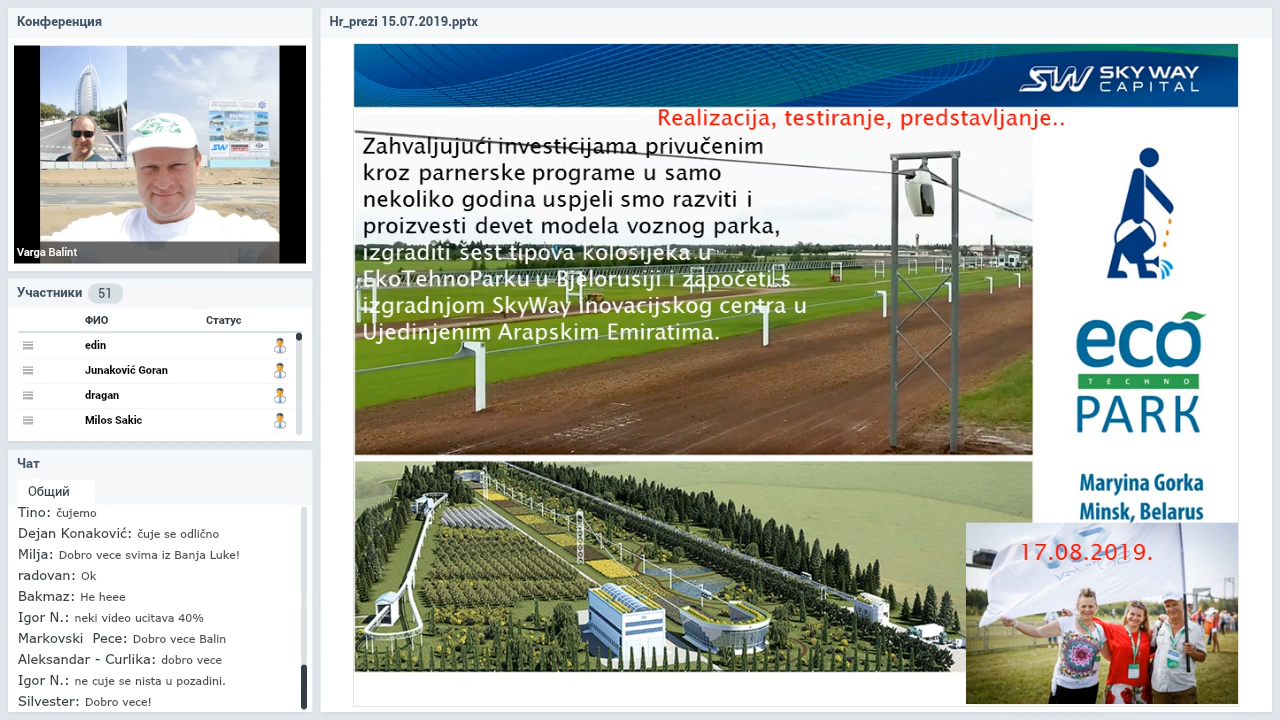 Конференция
Varga Balint
Участники 51
ФИО Статус
edin
Junaković Goran
dragan
Milos Sakic
Чат
Общий
Tino: čujemo
Dejan Konaković: čuje se odlično
Milja: Dobro vece svima iz Banja Luke!
radovan: Ok
Bakmaz: He heee
Igor N.: neki video ucitava 40%
Markovski Pece: Dobro vece Balin
Aleksandar - Curlika: dobro vece
Igor N.: ne cuje se nista u pozadini.
Silvester: Dobro vece!
Hr_prezi 15.07.2019.pptx
SW SKY WAY
CAPITAL
Realizacija, testiranje, predstavljanje..
Zahvaljujući investicijama privučenim
kroz parnerske programe u samo
nekoliko godina uspjeli smo razviti i
proizvesti devet modela voznog parka,
izgraditi šest tipova kolosijeka u
EkoTehnoParku u Bjelorusiji i započeti s
izgradnjom SkyWay inovacijskog centra u
Ujedinjenim Arapskim Emiratima.
eco
TECHNO
PARK
Maryina Gorka
Minsk, Belarus
17.08.2019.